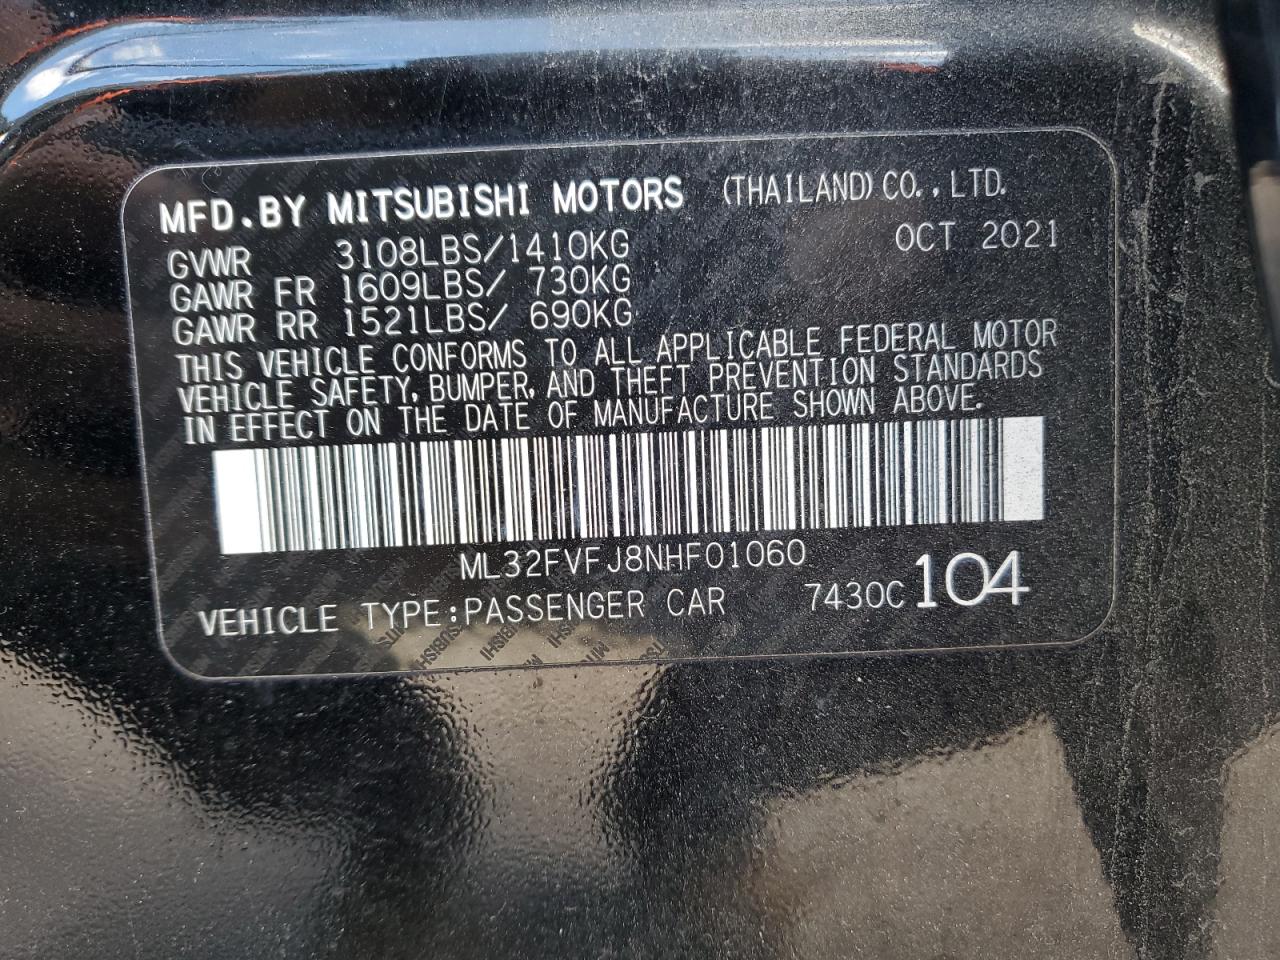 MFD.BY MITSUBISHI MOTORS (THAILAND)CO.,LTD.
GVWR 3108LBS/1410KG OCT 2021
GAWR FR 1609LBS/ 730KG
GAWR RR 1521LBS/ 690KG
THIS VEHICLE CONFORMS TO ALL APPLICABLE FEDERAL MOTOR
VEHICLE SAFETY, BUMPER, AND THEFT PREVENTION STANDARDS
IN EFFECT ON THE DATE OF MANUFACTURE SHOWN ABOVE.
ML32FVFJ8NHF01060
VEHICLE TYPE:PASSENGER CAR 7430C 104